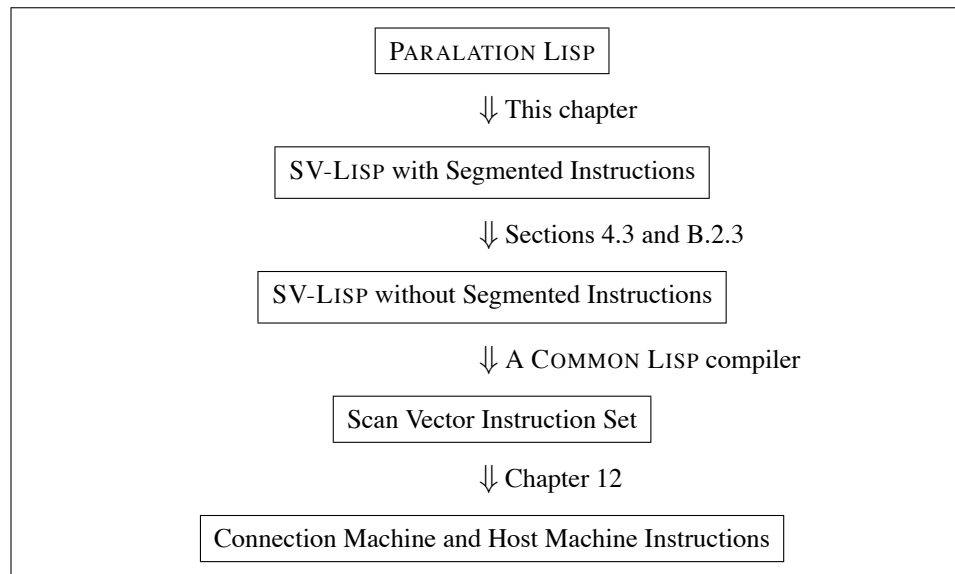 PARALATION LISP
⇓ This chapter
SV-LISP with Segmented Instructions
⇓ Sections 4.3 and B.2.3
SV-LISP without Segmented Instructions
⇓ A COMMON LISP compiler
Scan Vector Instruction Set
⇓ Chapter 12
Connection Machine and Host Machine Instructions